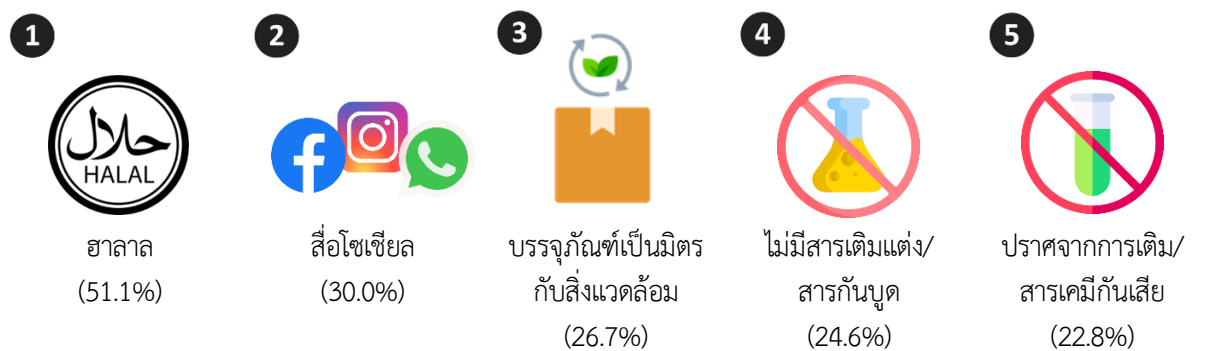 1
2
3
4
5
حلال
HALAL
ฮาลาล
(51.1%)
สื่อโซเชียล
(30.0%)
บรรจุภัณฑ์เป็นมิตร
กับสิ่งแวดล้อม
(26.7%)
ไม่มีสารเติมแต่ง/
สารกันบูด
(24.6%)
ปราศจากการเติม/
สารเคมีกันเสีย
(22.8%)